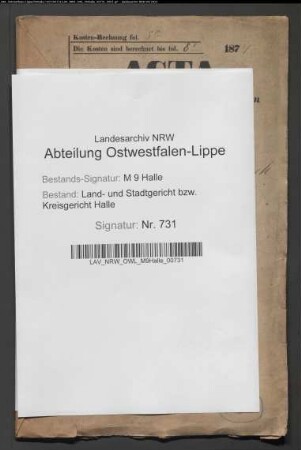 Kosten-Rechnung fol.
Die Kosten sind berechnet bis fol. 187
ACTA
Landesarchiv NRW
Abteilung Ostwestfalen-Lippe
Bestands-Signatur: M 9 Halle
Bestand: Land- und Stadtgericht bzw.
Kreisgericht Halle
Signatur: Nr. 731
LAV_NRW_OWL_M9Halle_00731